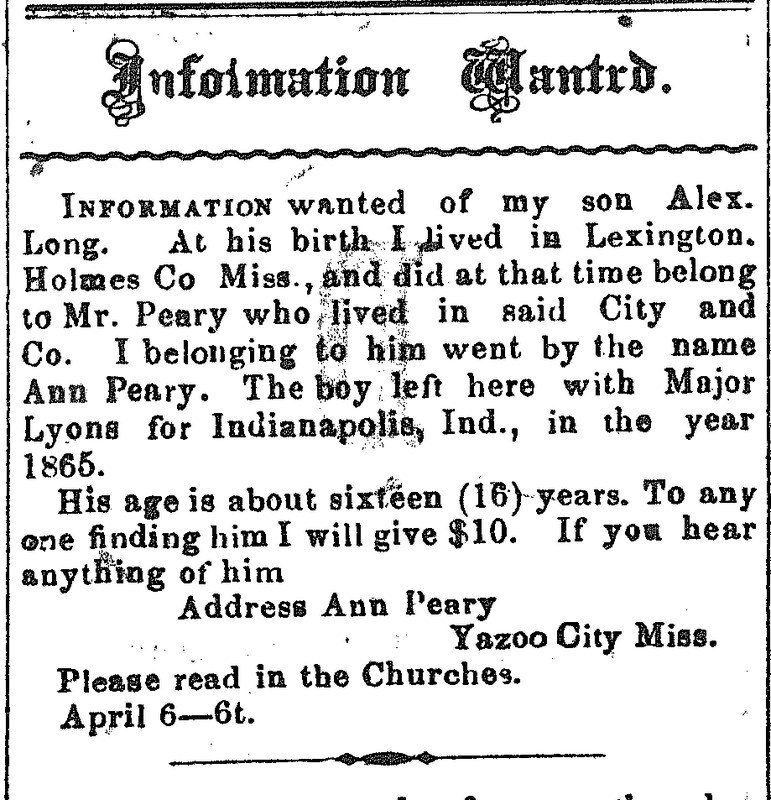 Infoimation Wantrd.
INFORMATION wanted of my son Alex.
Long. At his birth I lived in Lexington.
Holmes Co Miss., and did at that time belong
to Mr. Peary who lived in said City and
Co. I belonging to him went by the name
Ann Peary. The boy left here with Major
Lyons for Indianapolis, Ind., in the year
1865.
His age is about sixteen (16) years. To any
one finding him I will give $10. If you hear
anything of him
Address Ann Peary
Yazoo City Miss.
Please read in the Churches.
April 6—6t.